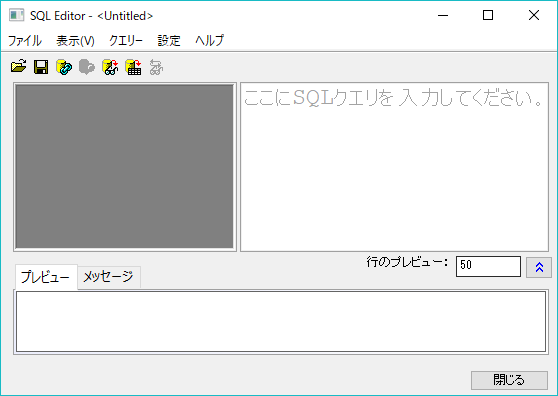 SQL Editor - <Untitled>
ファイル 表示(V) クエリー 設定 ヘルプ
ここにSQLクエリを入力してください。
行のプレビュー: 50
プレビュー メッセージ
閉じる